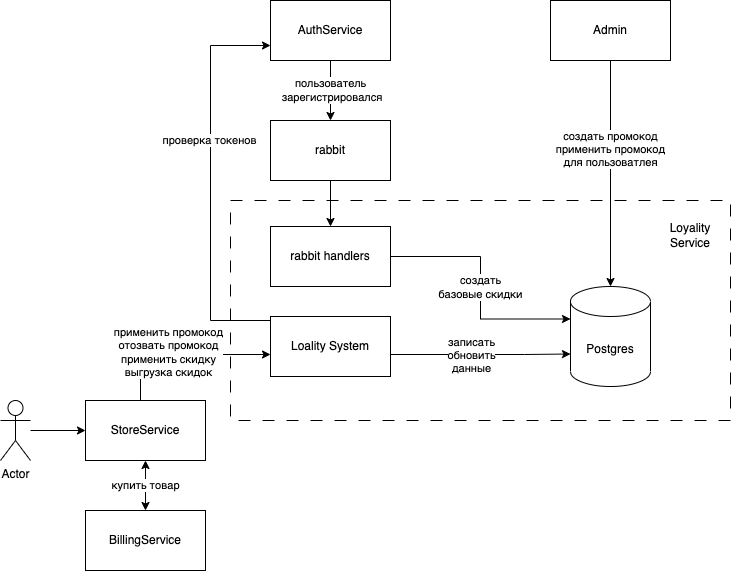 AuthService
Admin
пользователь
зарегистрировался
проверка токенов
rabbit
создать промокод
применить промокод
для пользоватлея
Loyality
Service
rabbit handlers
создать
базовые скидки
применить промокод
отозвать промокод
применить скидку
выгрузка скидок
Loality System
записать
обновить
данные
Postgres
Actor
StoreService
купить товар
BillingService